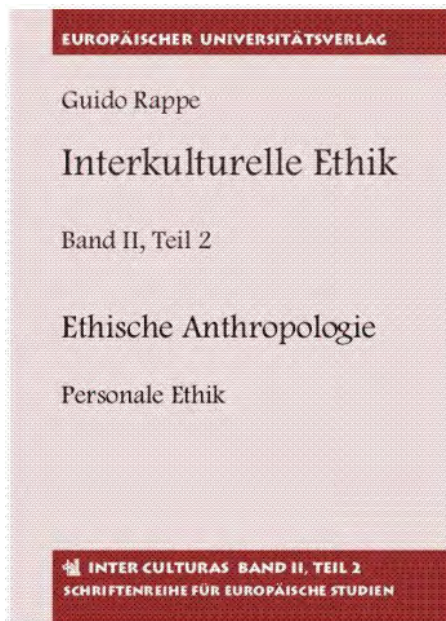 EUROPÄISCHER UNIVERSITÄTSVERLAG
Guido Rappe
Interkulturelle Ethik
Band II, Teil 2
Ethische Anthropologie
Personale Ethik
INTER CULTURAS BAND II, TEIL 2
SCHRIFTENREIHE FÜR EUROPÄISCHE STUDIEN